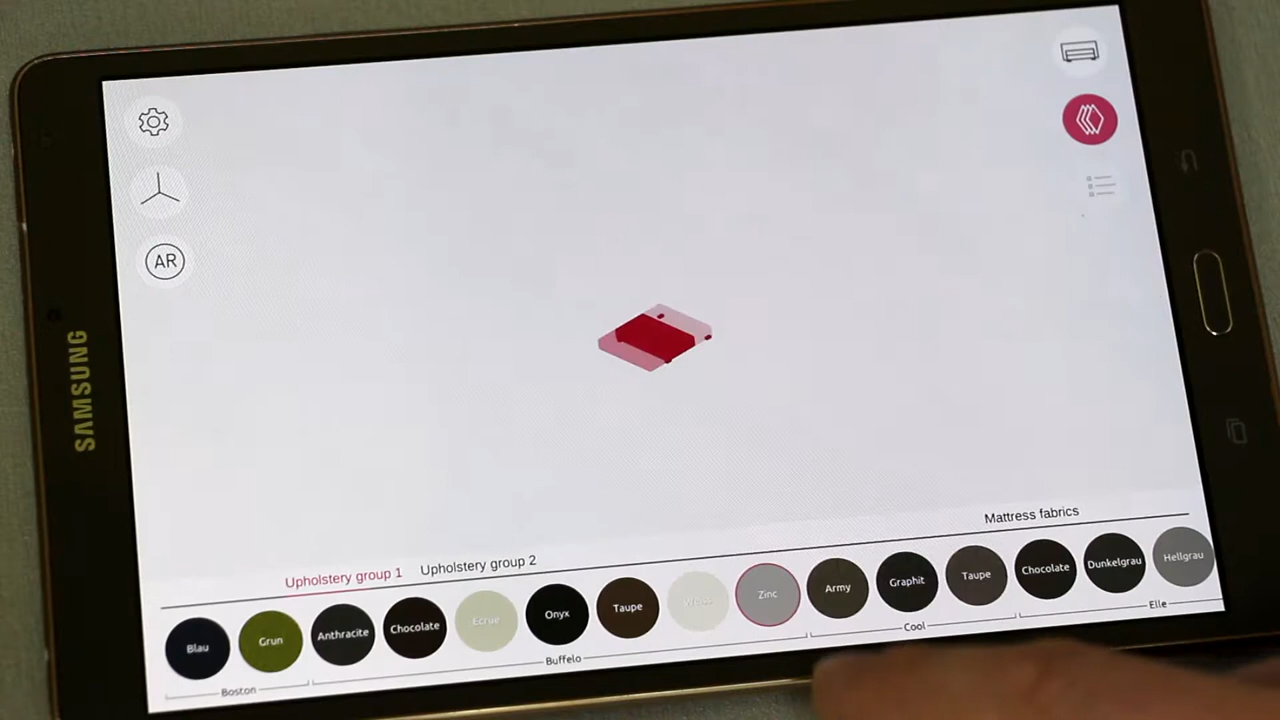 AR
SAMSUNG
Mattress fabrics
Upholstery group 1
Upholstery group 2
Blau
Grun
Anthracite
Chocolate
Ecrue
Onyx
Taupe
Zinc
Army
Graphit
Taupe
Chocolate
Dunkelgrau
Hellgrau
Boston
Buffelo
Cool
Elle